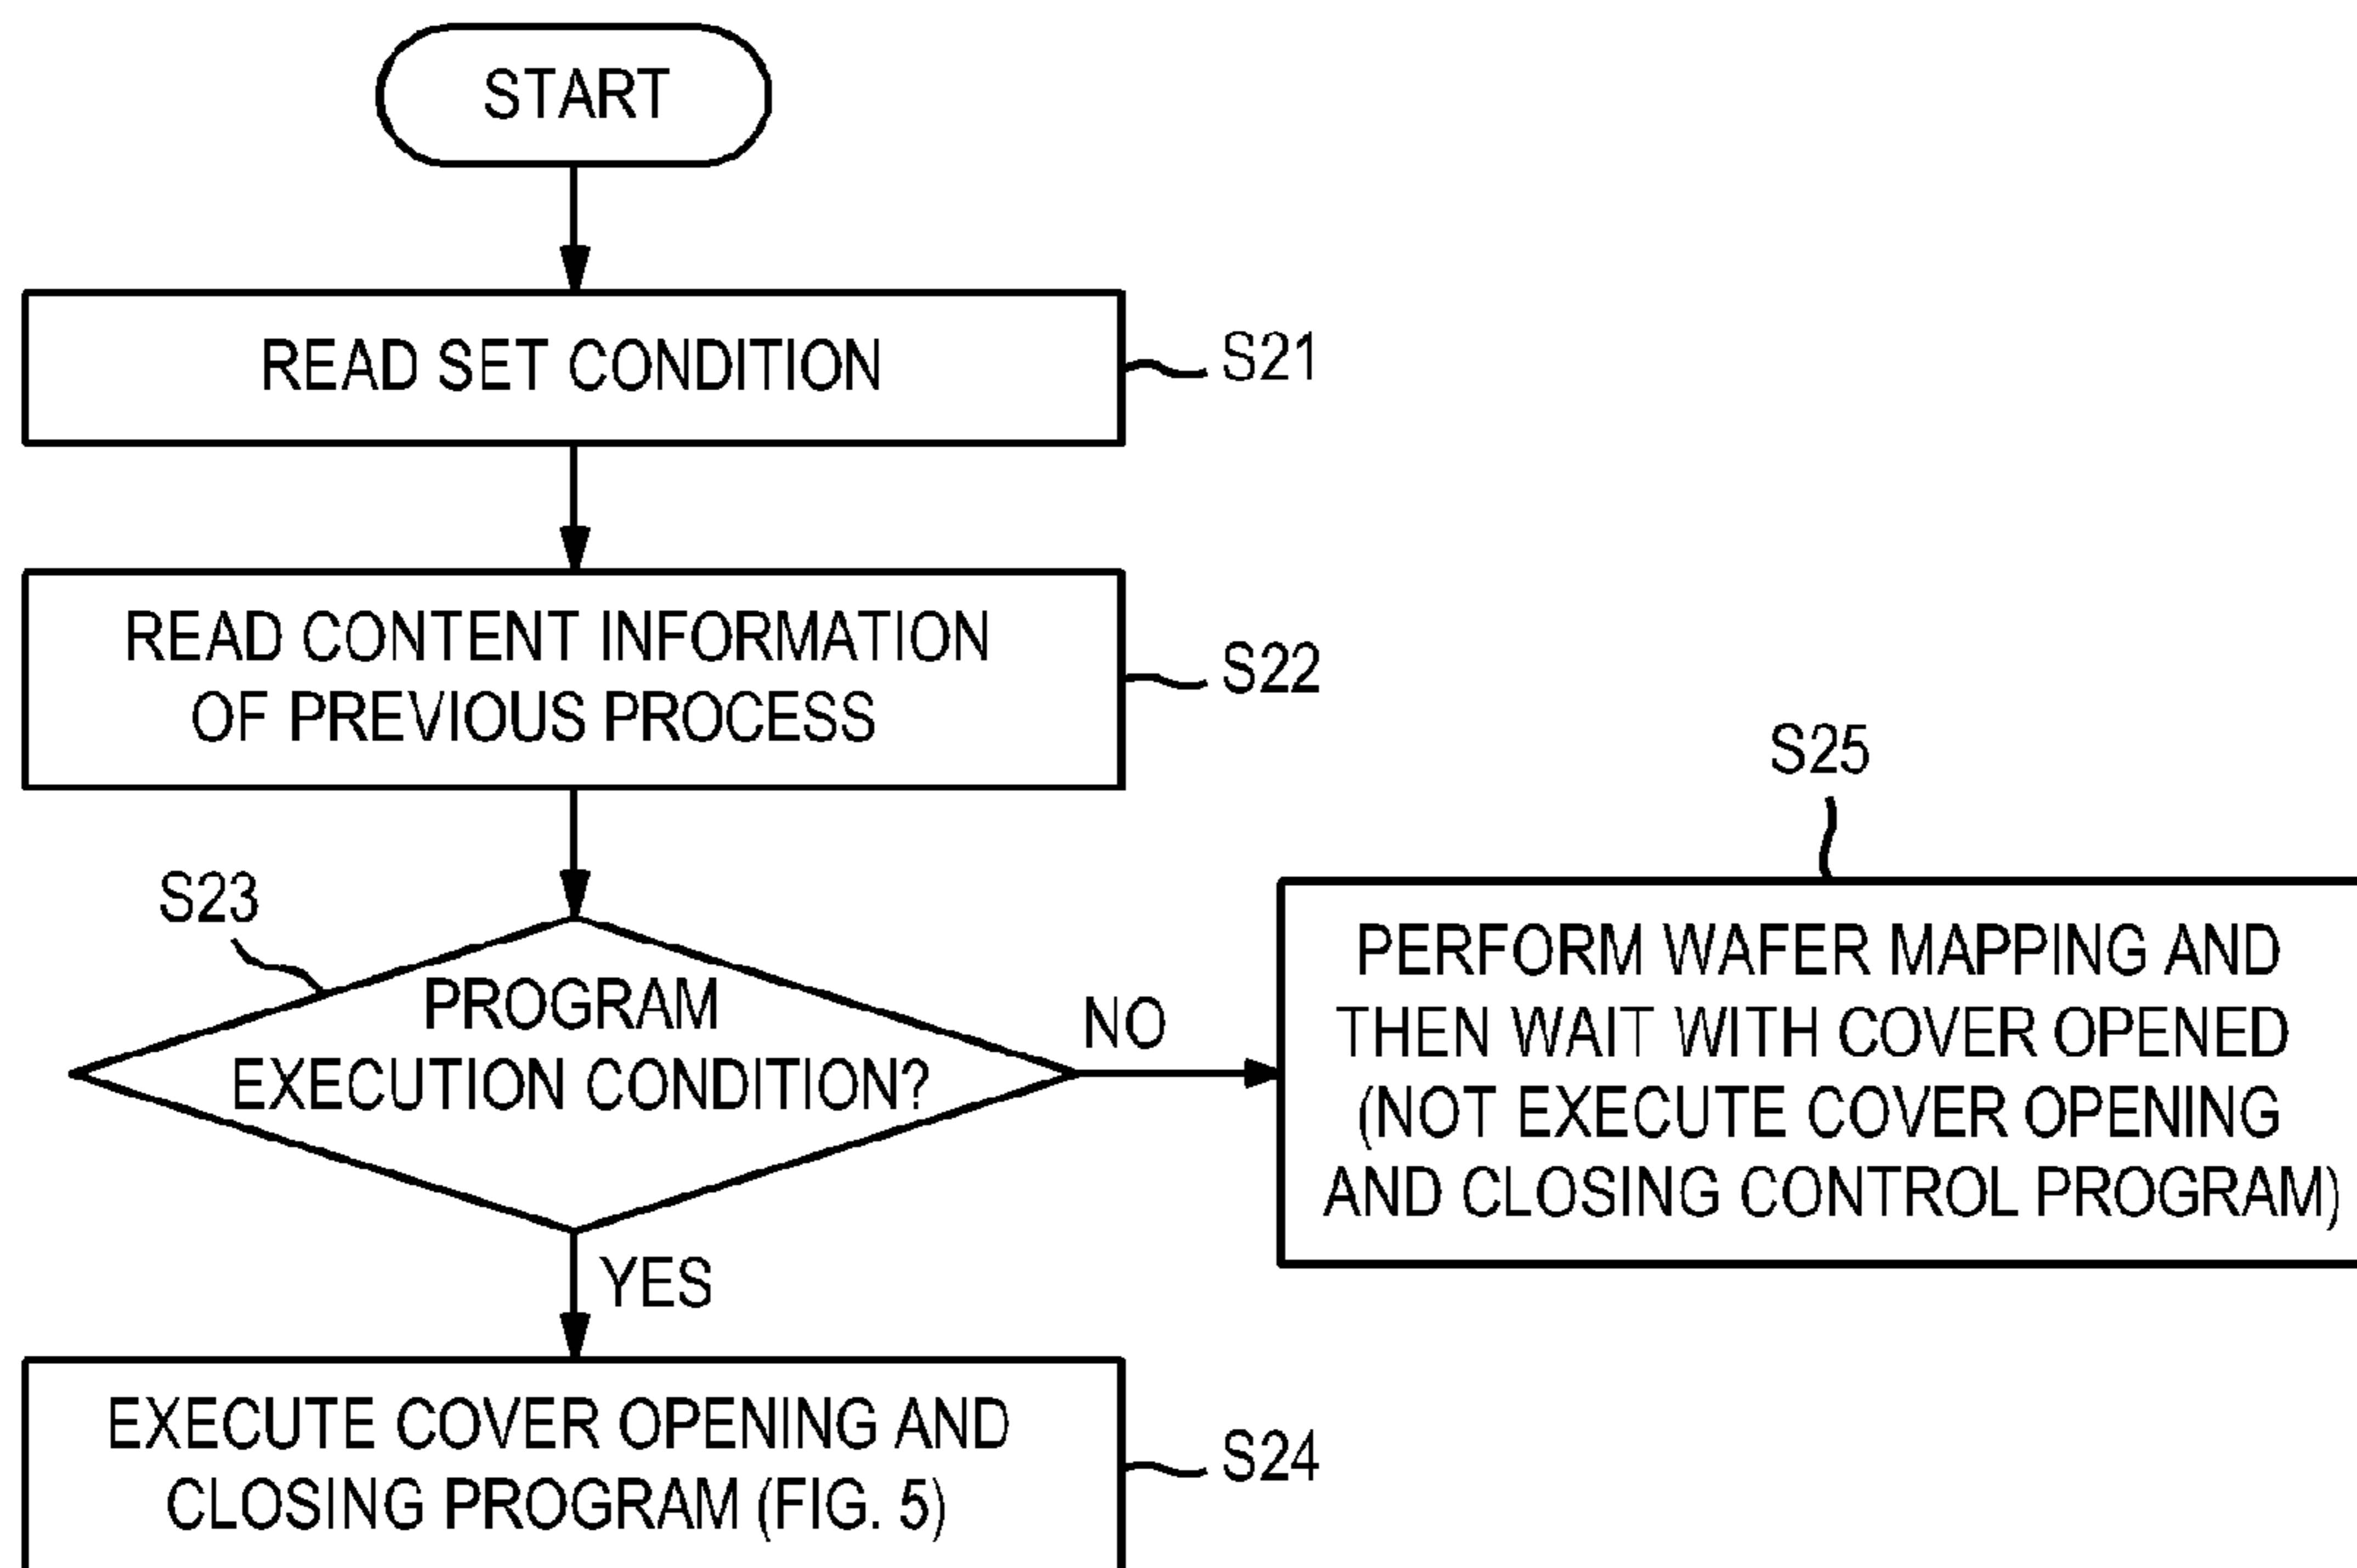 START
READ SET CONDITION
S21
READ CONTENT INFORMATION
OF PREVIOUS PROCESS
S22
S23
PROGRAM
EXECUTION CONDITION?
NO
YES
S25
PERFORM WAFER MAPPING AND
THEN WAIT WITH COVER OPENED
(NOT EXECUTE COVER OPENING
AND CLOSING CONTROL PROGRAM)
EXECUTE COVER OPENING AND
CLOSING PROGRAM (FIG. 5)
S24